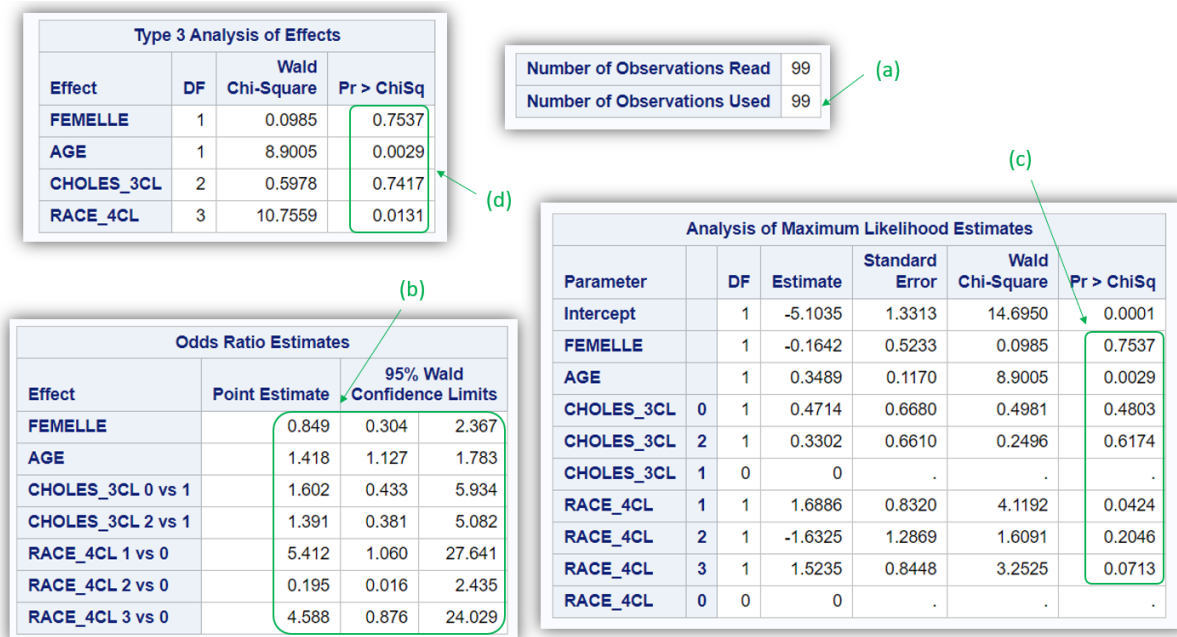 Type 3 Analysis of Effects
Effect DF Wald Chi-Square Pr > ChiSq
FEMELLE 1 0.0985 0.7537
AGE 1 8.9005 0.0029
CHOLES_3CL 2 0.5978 0.7417
RACE_4CL 3 10.7559 0.0131
(d)
Number of Observations Read 99
Number of Observations Used 99
(a)
(b)
Odds Ratio Estimates
Effect Point Estimate 95% Wald Confidence Limits
FEMELLE 0.849 0.304 2.367
AGE 1.418 1.127 1.783
CHOLES_3CL 0 vs 1 1.602 0.433 5.934
CHOLES_3CL 2 vs 1 1.391 0.381 5.082
RACE_4CL 1 vs 0 5.412 1.060 27.641
RACE_4CL 2 vs 0 0.195 0.016 2.435
RACE_4CL 3 vs 0 4.588 0.876 24.029
(c)
Analysis of Maximum Likelihood Estimates
Parameter DF Estimate Standard Error Wald Chi-Square Pr > ChiSq
Intercept 1 -5.1035 1.3313 14.6950 0.0001
FEMELLE 1 -0.1642 0.5233 0.0985 0.7537
AGE 1 0.3489 0.1170 8.9005 0.0029
CHOLES_3CL 0 1 0.4714 0.6680 0.4981 0.4803
CHOLES_3CL 2 1 0.3302 0.6610 0.2496 0.6174
CHOLES_3CL 1 0 0 . . .
RACE_4CL 1 1 1.6886 0.8320 4.1192 0.0424
RACE_4CL 2 1 -1.6325 1.2869 1.6091 0.2046
RACE_4CL 3 1 1.5235 0.8448 3.2525 0.0713
RACE_4CL 0 0 0 . . .